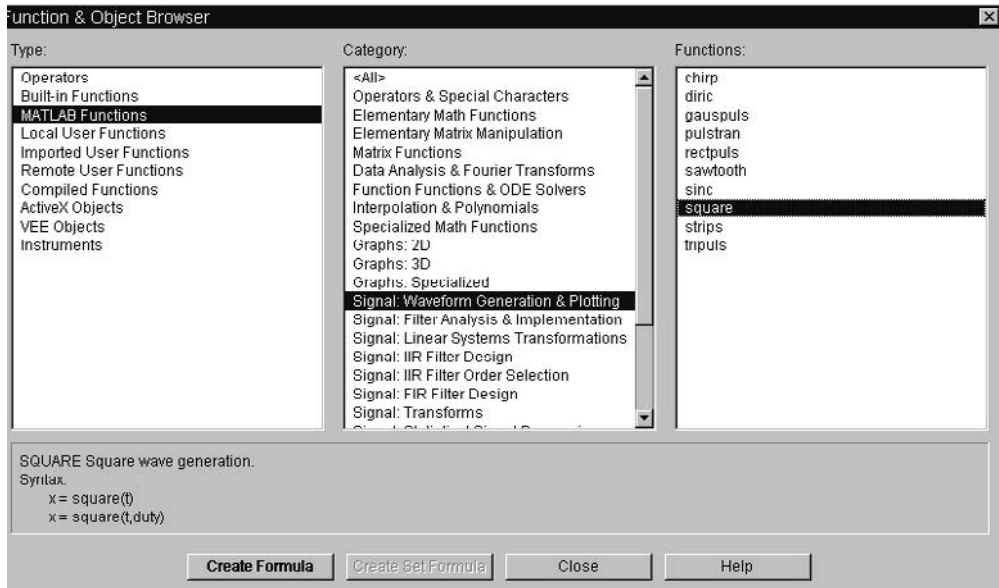 Function & Object Browser
Type:
Operators
Built-in Functions
MATLAB Functions
Local User Functions
Imported User Functions
Remote User Functions
Compiled Functions
ActiveX Objects
VEE Objects
Instruments
Category:
<All>
Operators & Special Characters
Elementary Math Functions
Elementary Matrix Manipulation
Matrix Functions
Data Analysis & Fourier Transforms
Function Functions & ODE Solvers
Interpolation & Polynomials
Specialized Math Functions
Graphs: 2D
Graphs: 3D
Graphs: Specialized
Signal: Waveform Generation & Plotting
Signal: Filter Analysis & Implementation
Signal: Linear Systems Transformations
Signal: IIR Filter Design
Signal: IIR Filter Order Selection
Signal: FIR Filter Design
Signal: Transforms
Functions:
chirp
diric
gauspuls
pulstran
rectpuls
sawtooth
sinc
square
strips
tripuls
SQUARE Square wave generation.
Syntax.
x = square(t)
x = square(t,duty)
Create Formula
Create Set Formula
Close
Help